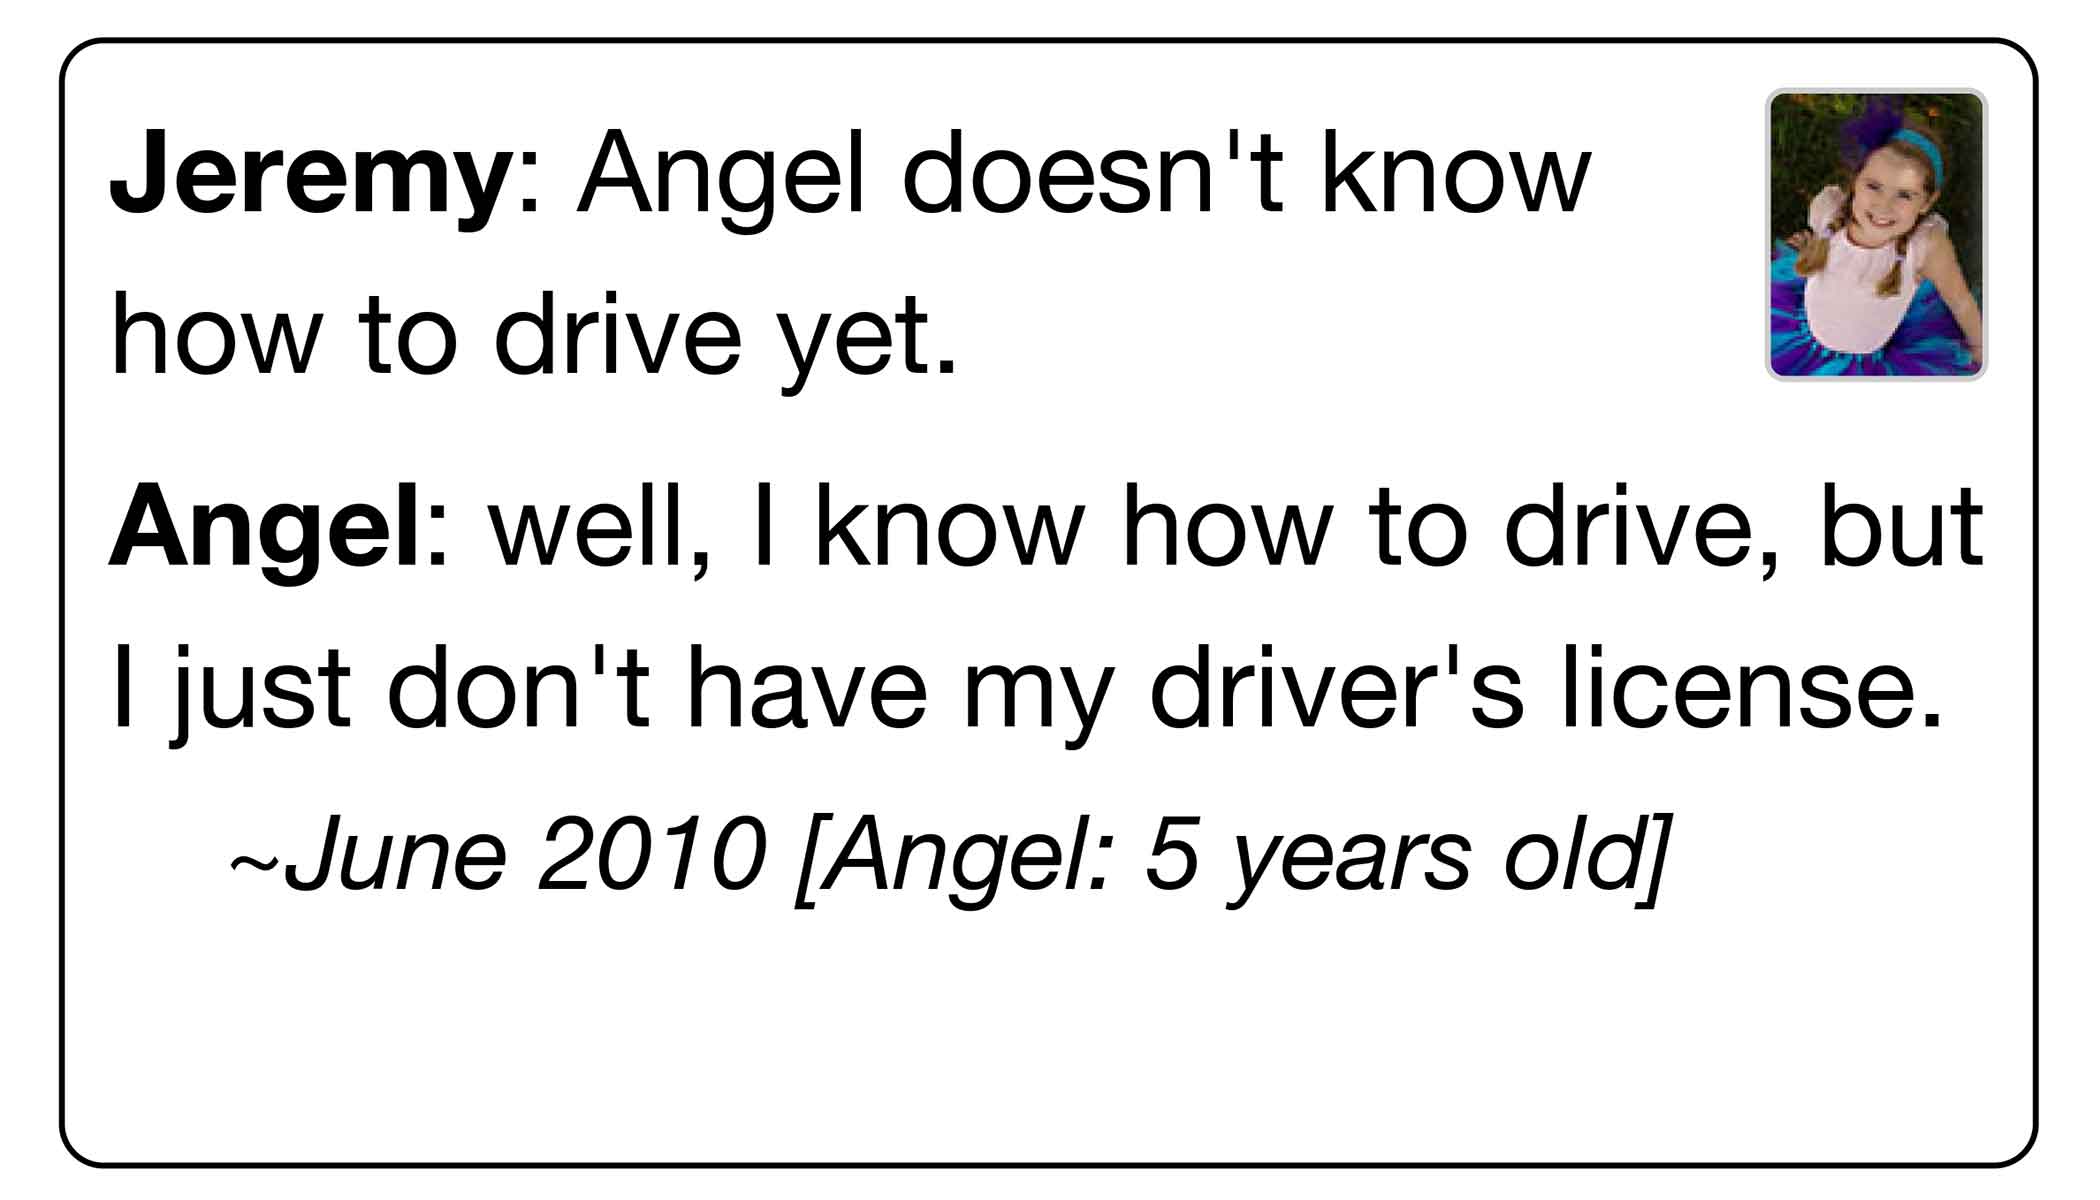 Jeremy: Angel doesn't know
how to drive yet.
Angel: well, I know how to drive, but
I just don't have my driver's license.
~June 2010 [Angel: 5 years old]